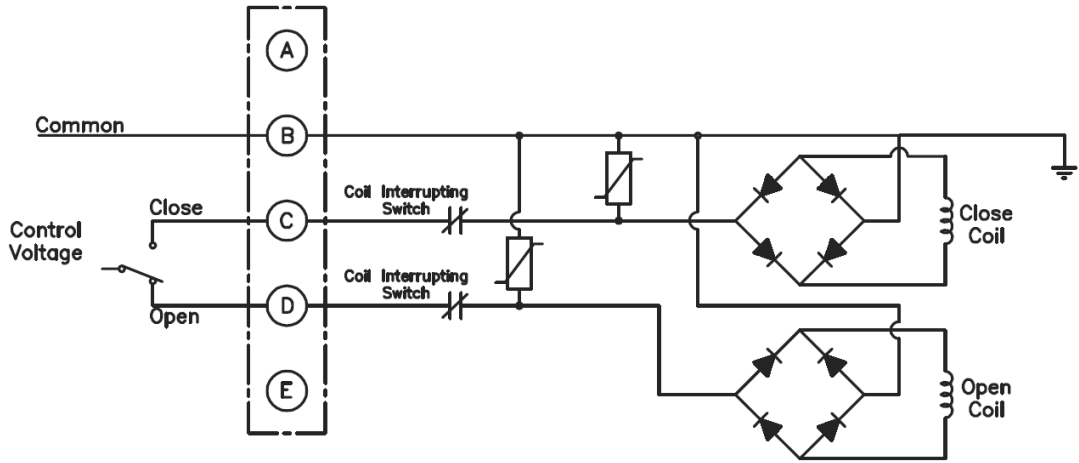 A
Common
B
Coil Interrupting
Switch
Close
C
Control
Voltage
Close
Coil
Coil Interrupting
Switch
D
Open
E
Open
Coil